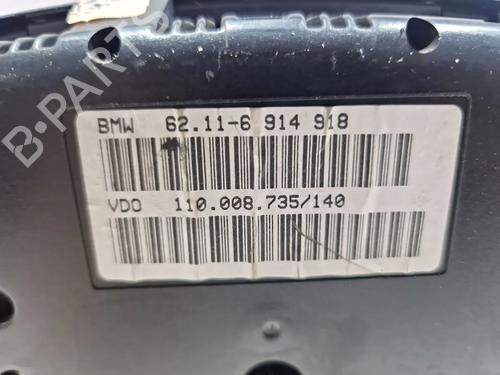 B-PARTS
BMW 62.11-6 914 918
VDO 110.008.735/140